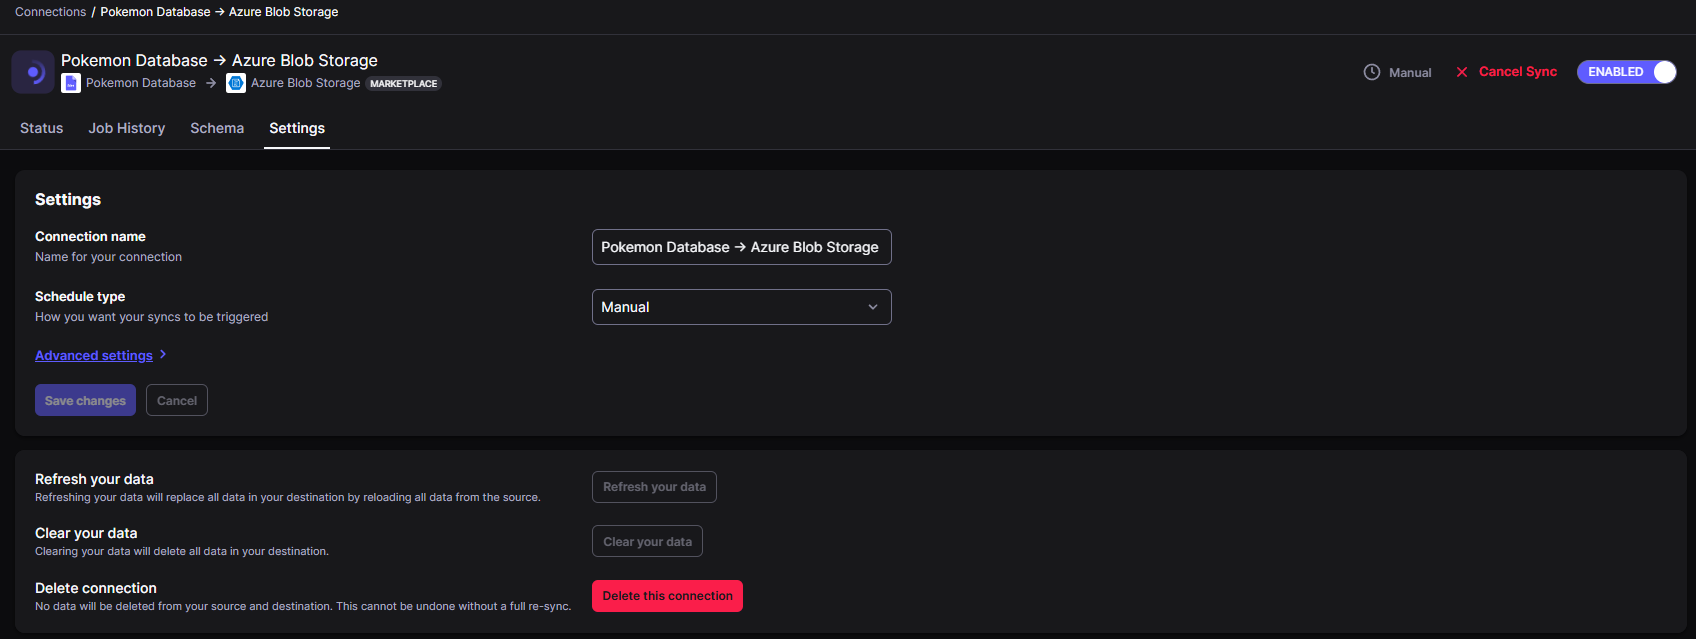 Connections / Pokemon Database → Azure Blob Storage
Pokemon Database → Azure Blob Storage
Pokemon Database → Azure Blob Storage MARKETPLACE
Manual
Cancel Sync
ENABLED
Status Job History Schema Settings
Settings
Connection name
Name for your connection
Pokemon Database → Azure Blob Storage
Schedule type
How you want your syncs to be triggered
Manual
Advanced settings
Save changes
Cancel
Refresh your data
Refreshing your data will replace all data in your destination by reloading all data from the source.
Refresh your data
Clear your data
Clearing your data will delete all data in your destination.
Clear your data
Delete connection
No data will be deleted from your source and destination. This cannot be undone without a full re-sync.
Delete this connection